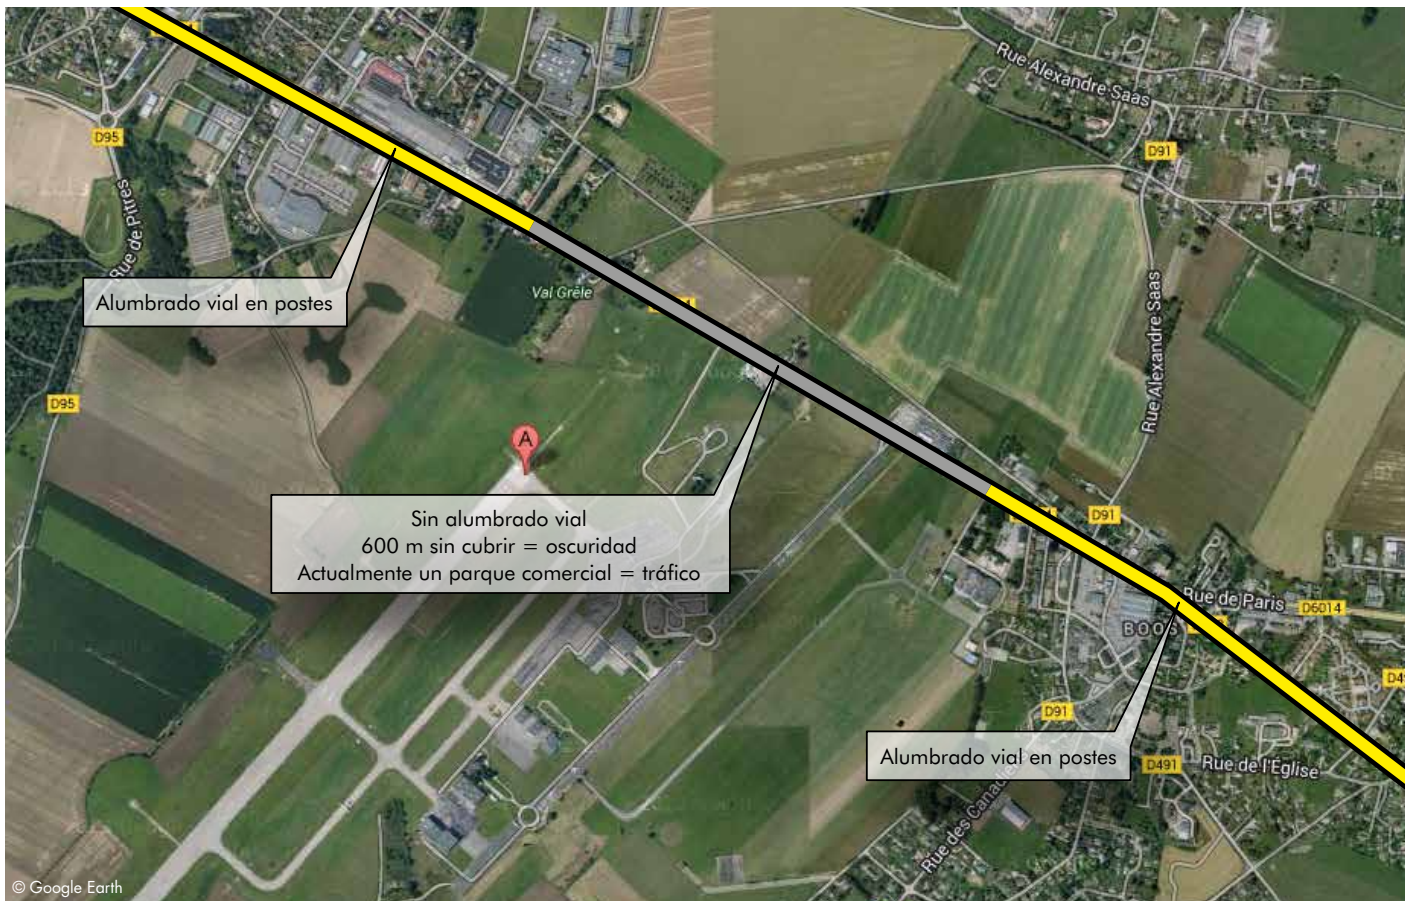 D95
Rue de Pitres
Rue Alexandre Saas
D91
Alumbrado vial en postes
Val Grêle
Rue Alexandre Saas
D95
A
Sin alumbrado vial
600 m sin cubrir = oscuridad
Actualmente un parque comercial = tráfico
D91
Rue de Paris
D6014
BOOS
D91
Alumbrado vial en postes
D491
Rue de l'Église
Rue des
© Google Earth